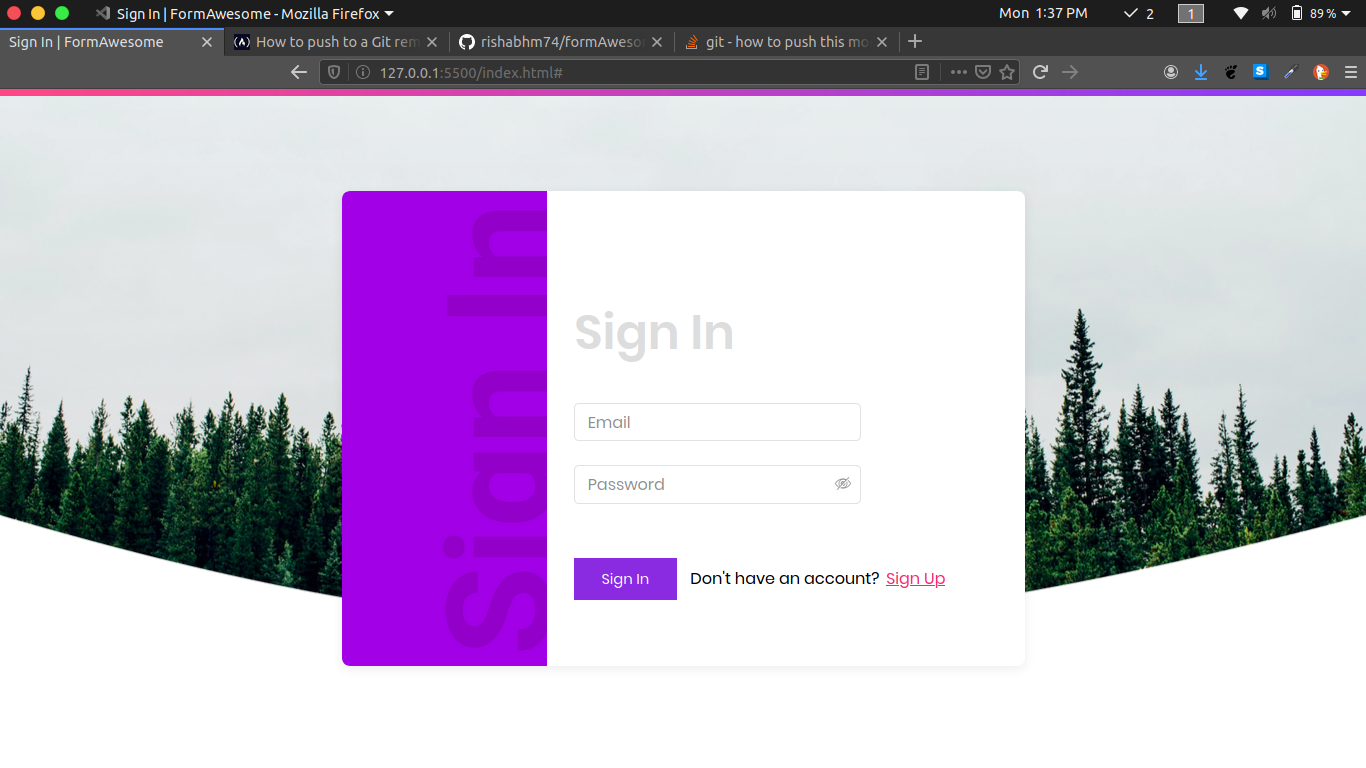 Sign In | FormAwesome - Mozilla Firefox
Mon 1:37 PM
2
1
89 %
Sign In | FormAwesome
How to push to a Git rem
rishabhm74/formAweso
git - how to push this mo
127.0.0.1:5500/index.html#
Sign In
Sign In
Email
Password
Sign In
Don't have an account? Sign Up